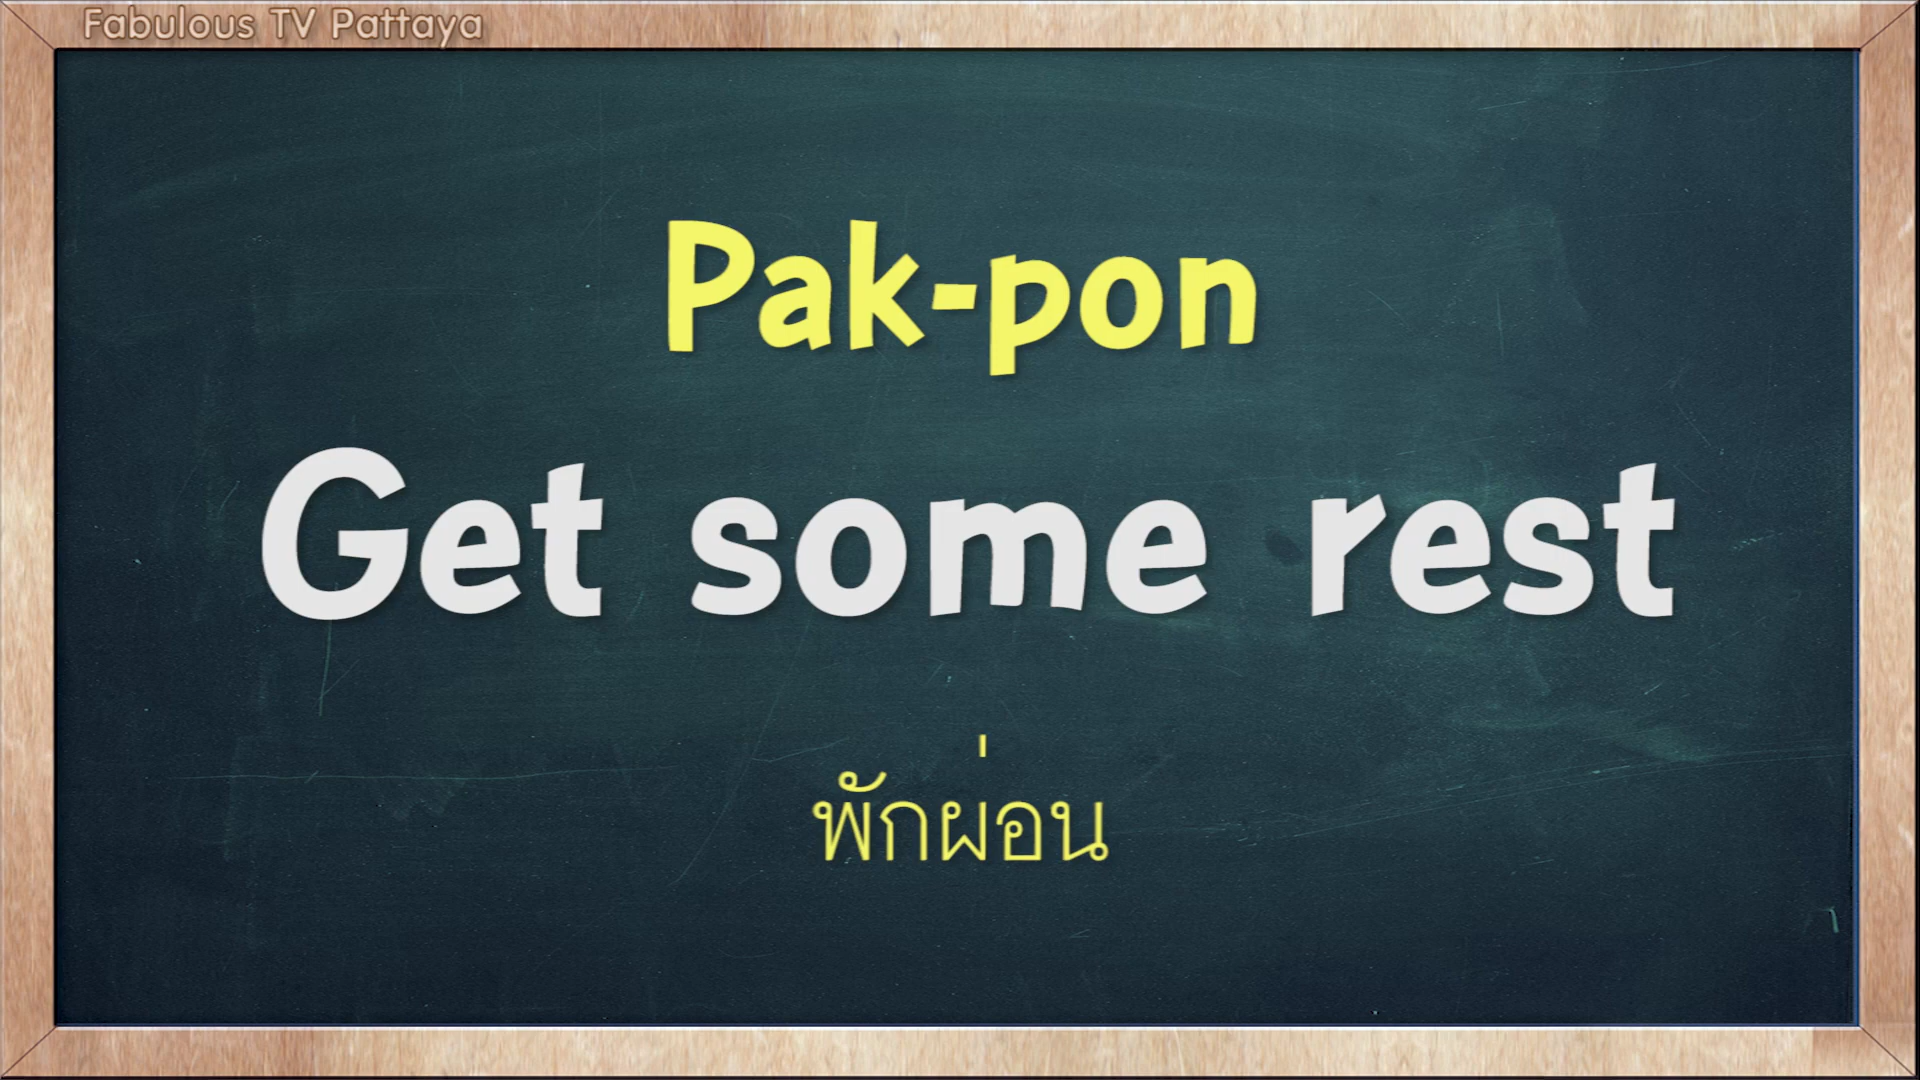 Fabulous TV Pattaya
Pak-pon
Get some rest
พักผ่อน